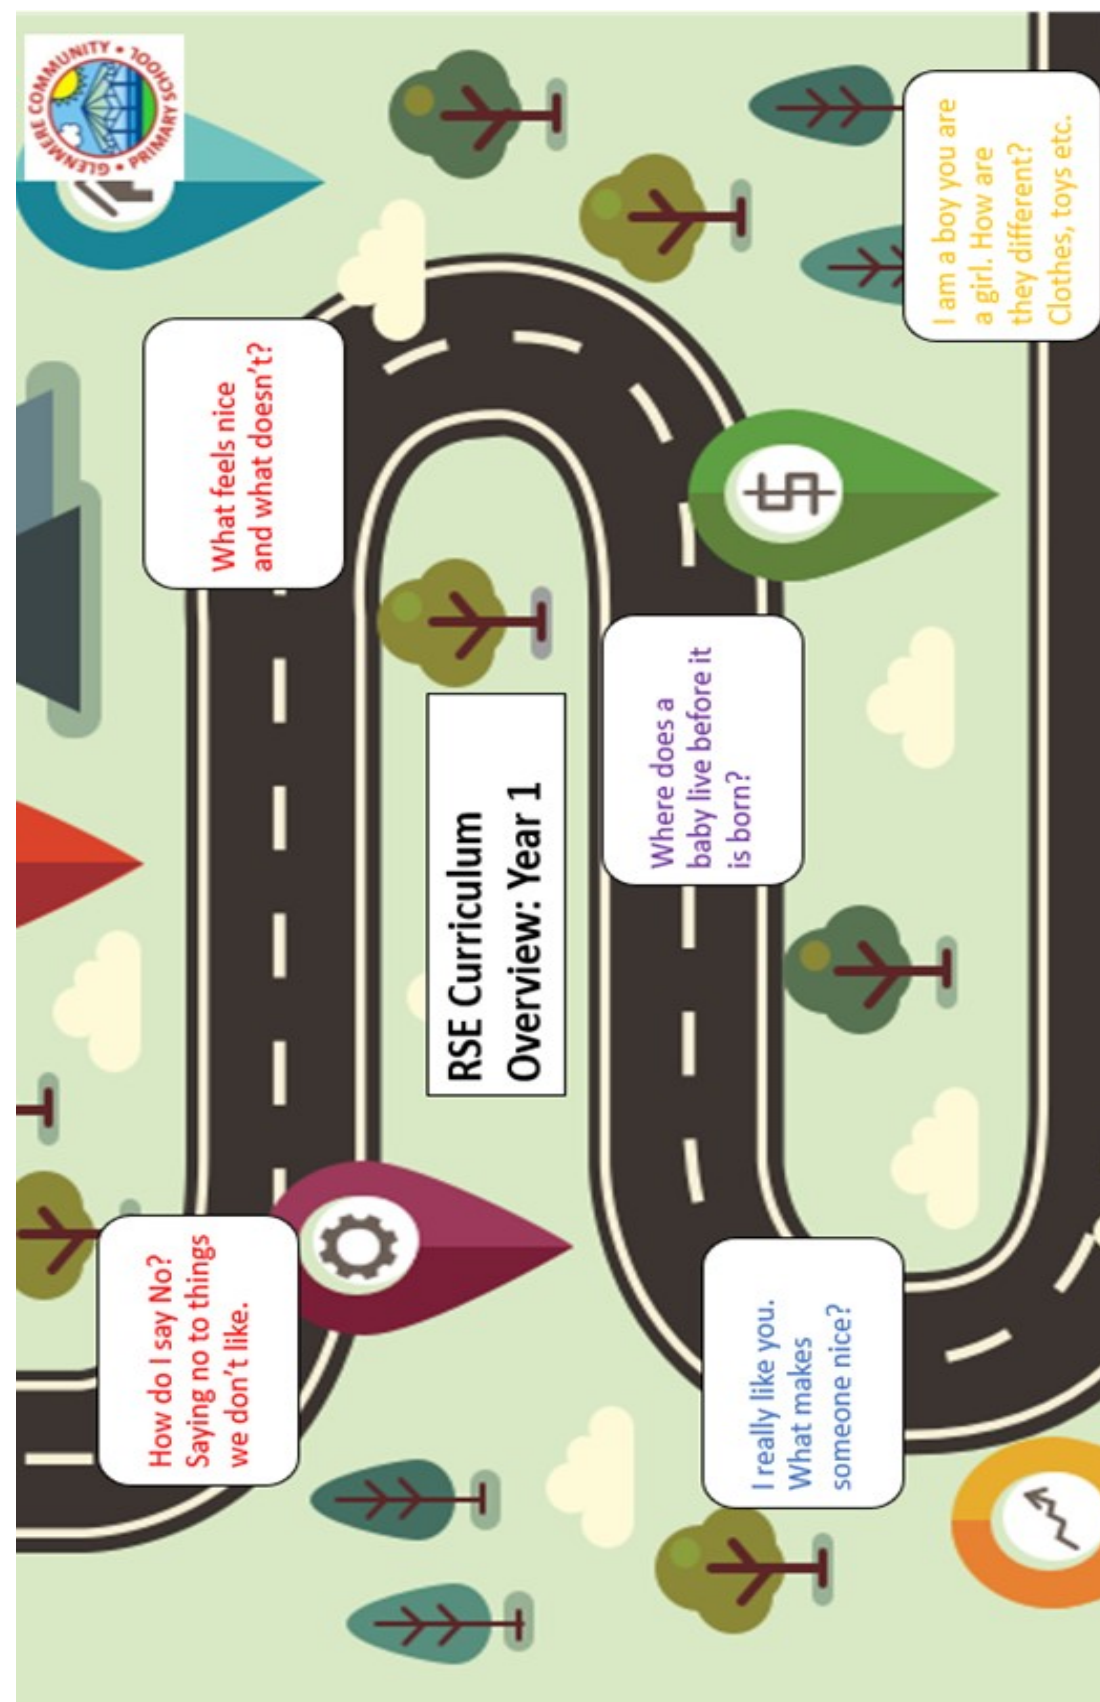 GLENMERE COMMUNITY • PRIMARY SCHOOL •
RSE Curriculum
Overview: Year 1
I am a boy you are
a girl. How are
they different?
Clothes, toys etc.
I really like you.
What makes
someone nice?
Where does a
baby live before it
is born?
What feels nice
and what doesn't?
How do I say No?
Saying no to things
we don't like.